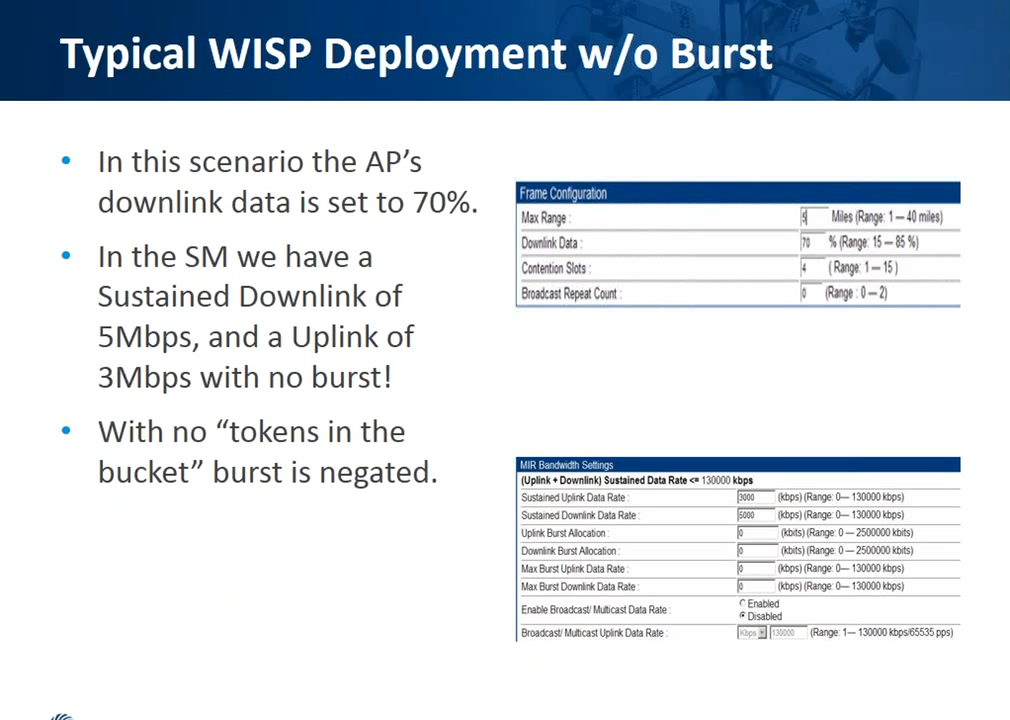 Typical WISP Deployment w/o Burst
• In this scenario the AP’s
downlink data is set to 70%.
• In the SM we have a
Sustained Downlink of
5Mbps, and a Uplink of
3Mbps with no burst!
• With no “tokens in the
bucket” burst is negated.
Frame Configuration
Max Range : 5 Miles (Range: 1 — 40 miles)
Downlink Data : 70 % (Range: 15 — 85 %)
Contention Slots : 4 ( Range: 1 — 15 )
Broadcast Repeat Count : 0 (Range : 0 — 2)
MIR Bandwidth Settings
(Uplink + Downlink) Sustained Data Rate <= 130000 kbps
Sustained Uplink Data Rate : 3000 (kbps) (Range: 0— 130000 kbps)
Sustained Downlink Data Rate : 5000 (kbps) (Range: 0— 130000 kbps)
Uplink Burst Allocation : 0 (kbits) (Range: 0 — 2500000 kbits)
Downlink Burst Allocation : 0 (kbits) (Range: 0 — 2500000 kbits)
Max Burst Uplink Data Rate : 0 (kbps) (Range: 0— 130000 kbps)
Max Burst Downlink Data Rate : 0 (kbps) (Range: 0— 130000 kbps)
Enable Broadcast/ Multicast Data Rate :
Enabled
Disabled
Broadcast/ Multicast Uplink Data Rate : Kbps 130000 (Range: 1— 130000 kbps/65535 pps)